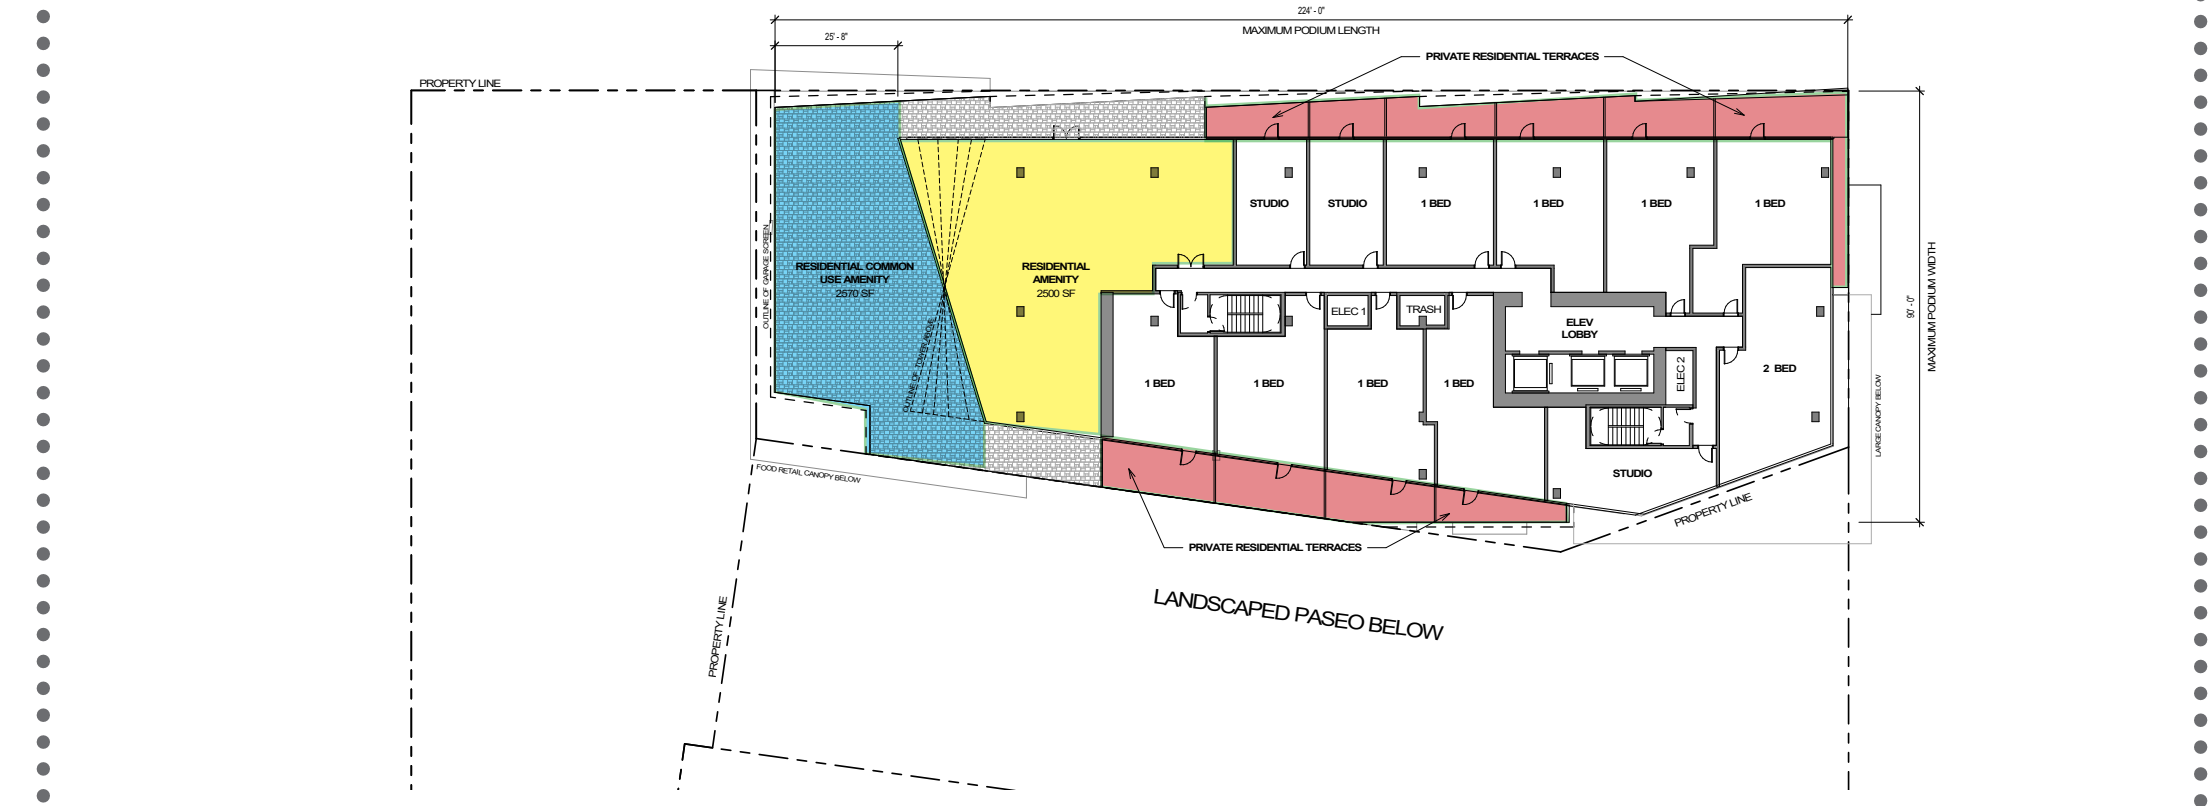 224' - 0"
MAXIMUM PODIUM LENGTH
25' - 8"
PRIVATE RESIDENTIAL TERRACES
PROPERTY LINE
STUDIO
STUDIO
1 BED
1 BED
1 BED
1 BED
OUTLINE OF GARAGE SCREEN
RESIDENTIAL COMMON
USE AMENITY
2570 SF
RESIDENTIAL
AMENITY
2500 SF
OUTLINE OF TOWER ABOVE
ELEC 1
TRASH
ELEV
LOBBY
ELEC 2
1 BED
1 BED
1 BED
1 BED
2 BED
STUDIO
90' - 0"
MAXIMUM PODIUM WIDTH
LARGE CANOPY BELOW
FOOD RETAIL CANOPY BELOW
PROPERTY LINE
PRIVATE RESIDENTIAL TERRACES
LANDSCAPED PASEO BELOW
PROPERTY LINE